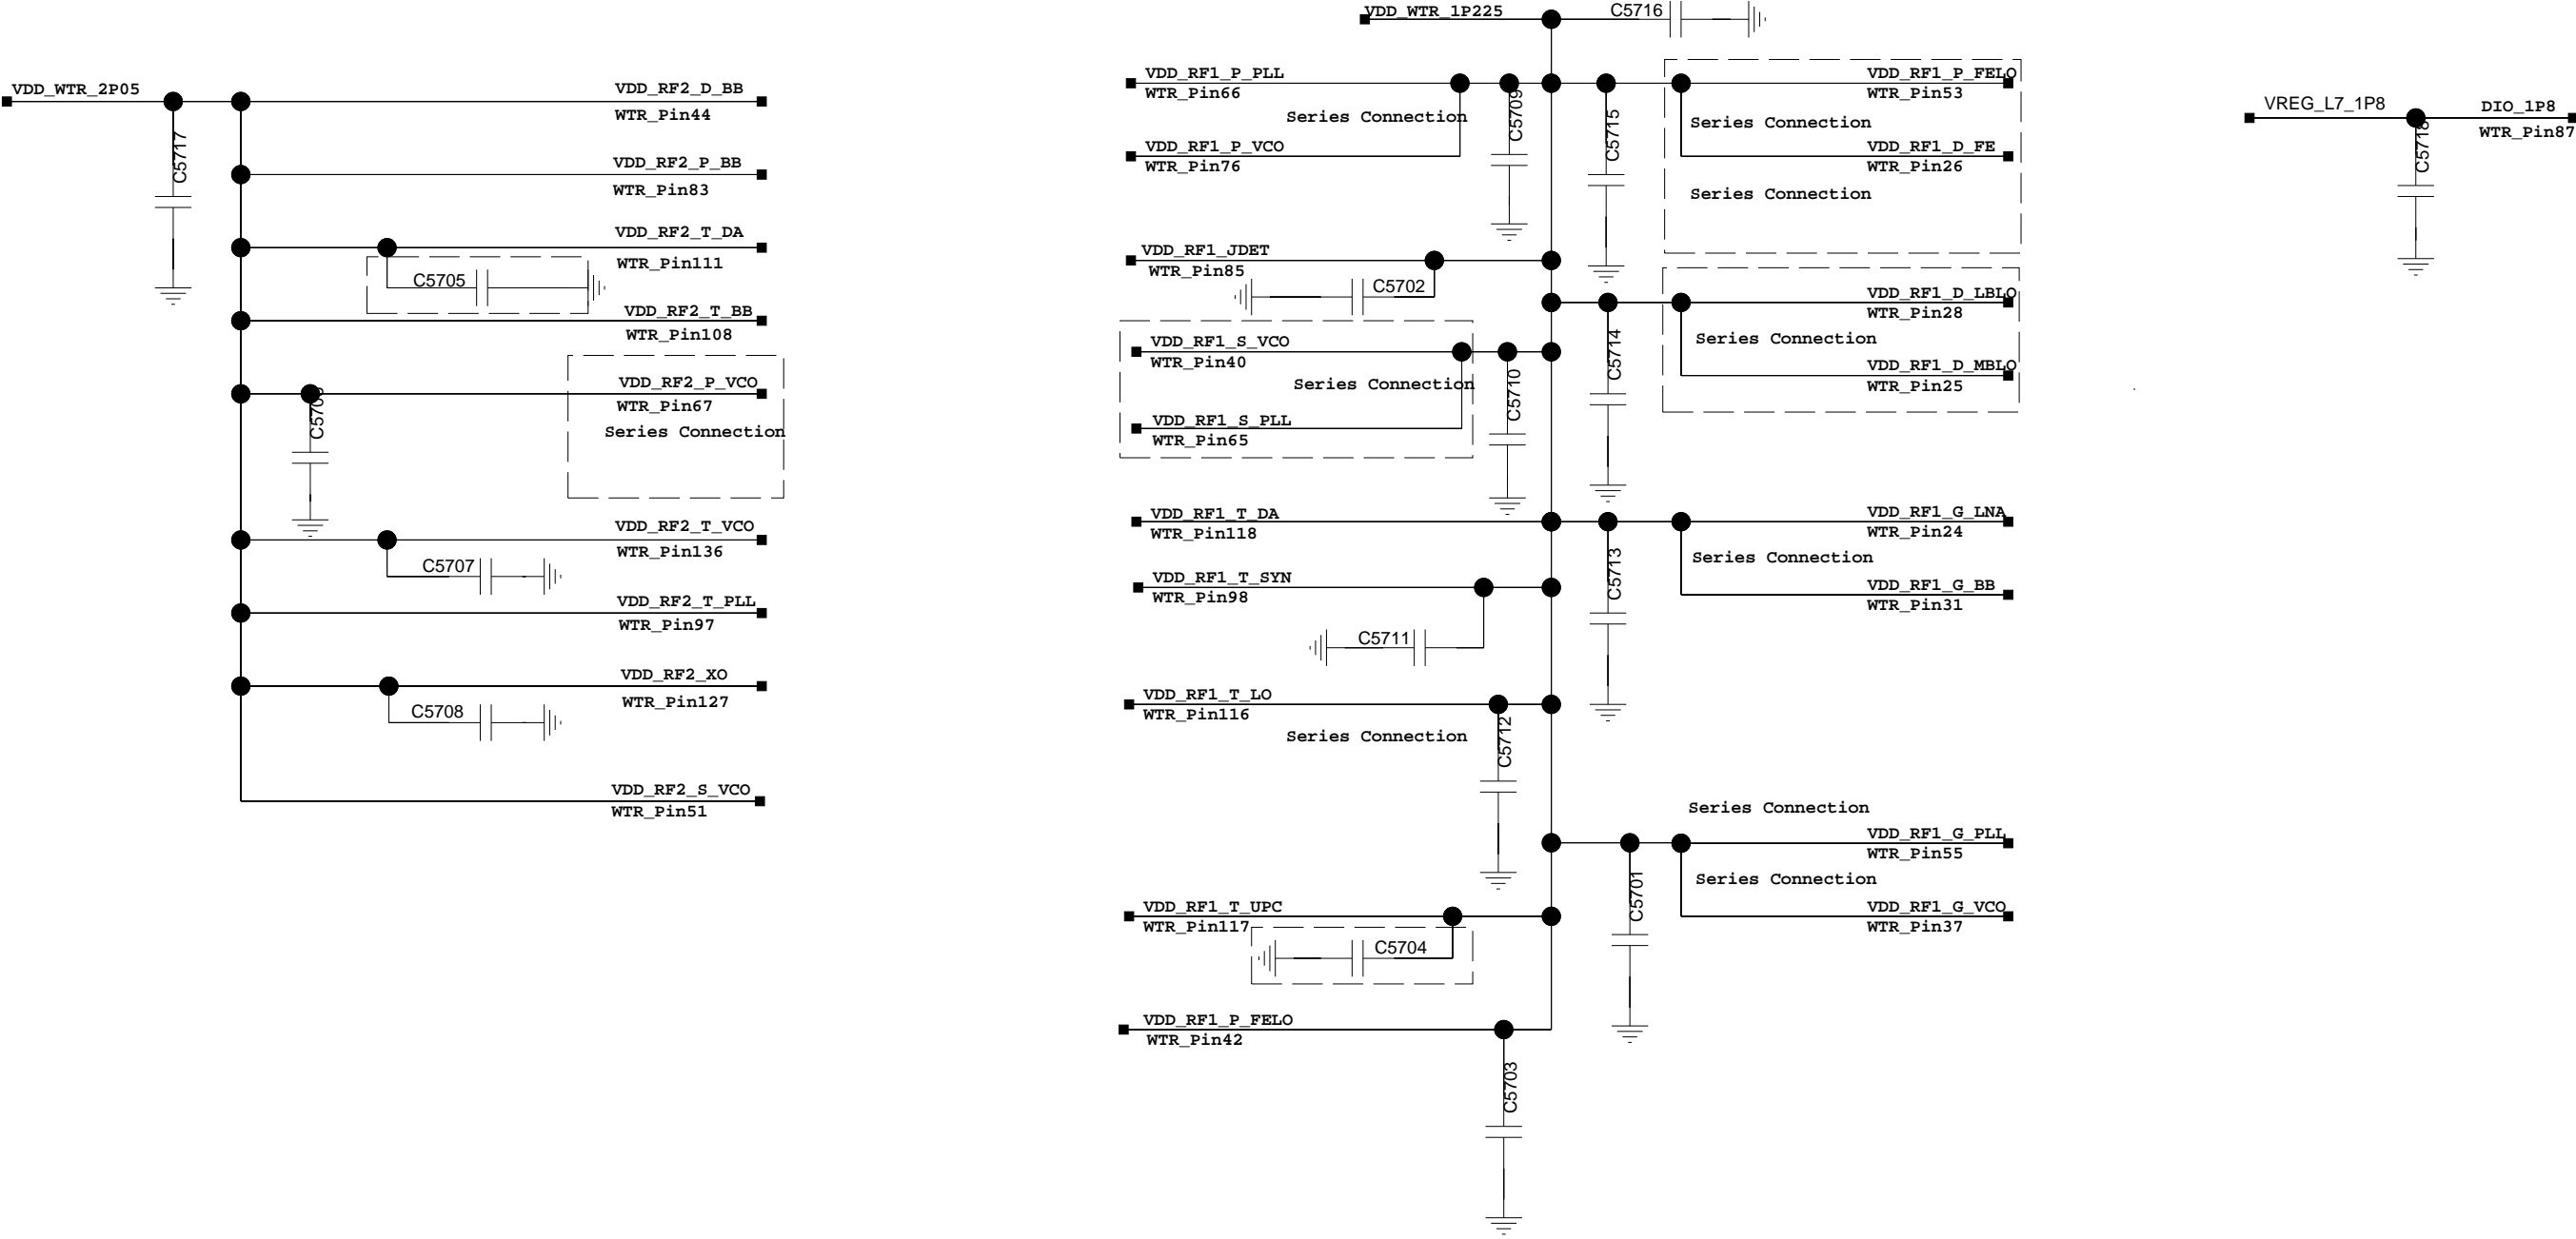 VDD_WTR_2P05
C5717
VDD_RF2_D_BB
WTR_Pin44
VDD_RF2_P_BB
WTR_Pin83
VDD_RF2_T_DA
WTR_Pin111
C5705
VDD_RF2_T_BB
WTR_Pin108
VDD_RF2_P_VCO
WTR_Pin67
Series Connection
VDD_RF2_T_VCO
WTR_Pin136
C5707
VDD_RF2_T_PLL
WTR_Pin97
VDD_RF2_XO
WTR_Pin127
C5708
VDD_RF2_S_VCO
WTR_Pin51
VDD_WTR_1P225
C5716
VDD_RF1_P_PLL
WTR_Pin66
Series Connection
C5709
VDD_RF1_P_VCO
WTR_Pin76
C5715
VDD_RF1_P_FELO
WTR_Pin53
Series Connection
VDD_RF1_D_FE
WTR_Pin26
Series Connection
VDD_RF1_JDET
WTR_Pin85
C5702
VDD_RF1_D_LBLO
WTR_Pin28
Series Connection
C5714
VDD_RF1_D_MBLO
WTR_Pin25
VDD_RF1_S_VCO
WTR_Pin40
Series Connection
C5710
VDD_RF1_S_PLL
WTR_Pin65
VDD_RF1_T_DA
WTR_Pin118
VDD_RF1_G_LNA
WTR_Pin24
Series Connection
C5713
VDD_RF1_G_BB
WTR_Pin31
VDD_RF1_T_SYN
WTR_Pin98
C5711
VDD_RF1_T_LO
WTR_Pin116
Series Connection
C5712
Series Connection
VDD_RF1_G_PLL
WTR_Pin55
Series Connection
C5701
VDD_RF1_G_VCO
WTR_Pin37
VDD_RF1_T_UPC
WTR_Pin117
C5704
VDD_RF1_P_FELO
WTR_Pin42
C5703
VREG_L7_1P8
C5718
DIO_1P8
WTR_Pin87